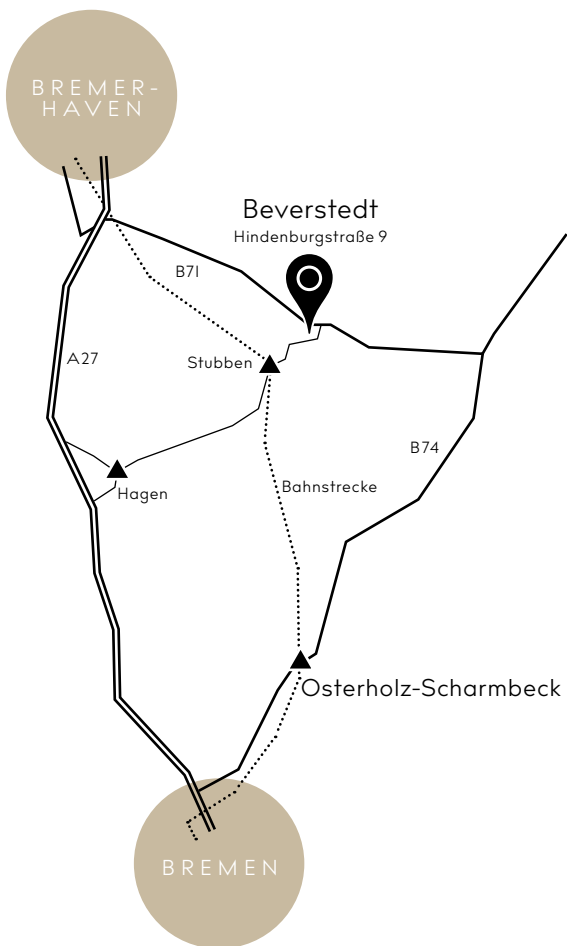 BREMER-
HAVEN
Beverstedt
Hindenburgstraße 9
B71
A27
Stubben
B74
Hagen
Bahnstrecke
Osterholz-Scharmbeck
BREMEN